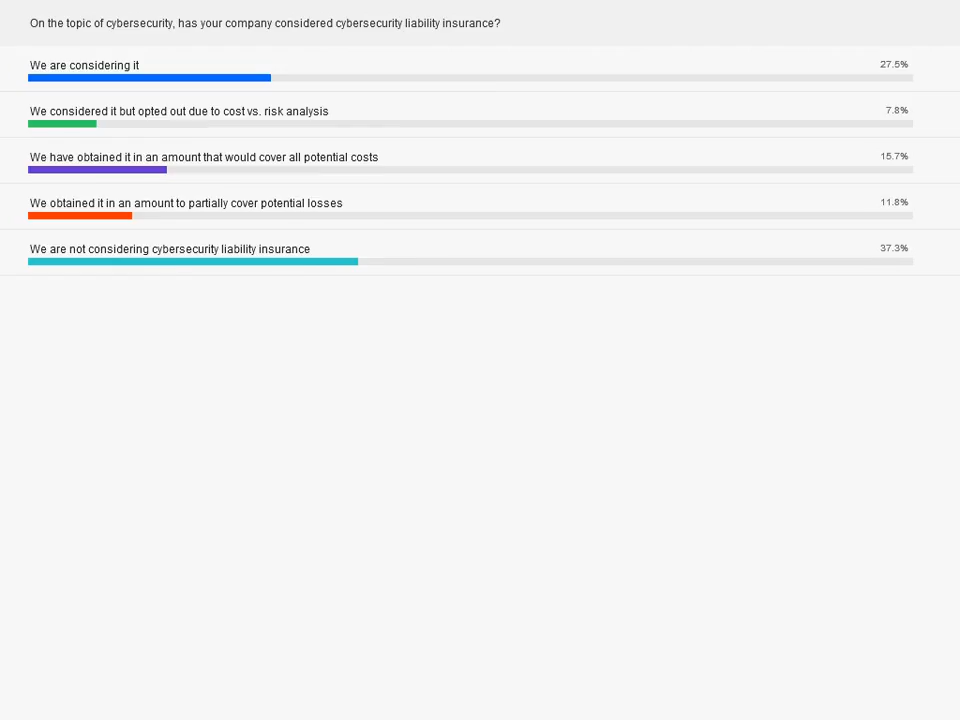 On the topic of cybersecurity, has your company considered cybersecurity liability insurance?
We are considering it 27.5%
We considered it but opted out due to cost vs. risk analysis 7.8%
We have obtained it in an amount that would cover all potential costs 15.7%
We obtained it in an amount to partially cover potential losses 11.8%
We are not considering cybersecurity liability insurance 37.3%